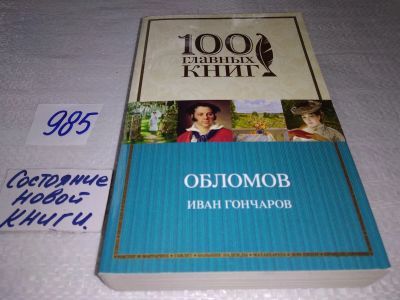 100
главных
книг
985
Состояние
новой
книги.
ОБЛОМОВ
ИВАН ГОНЧАРОВ